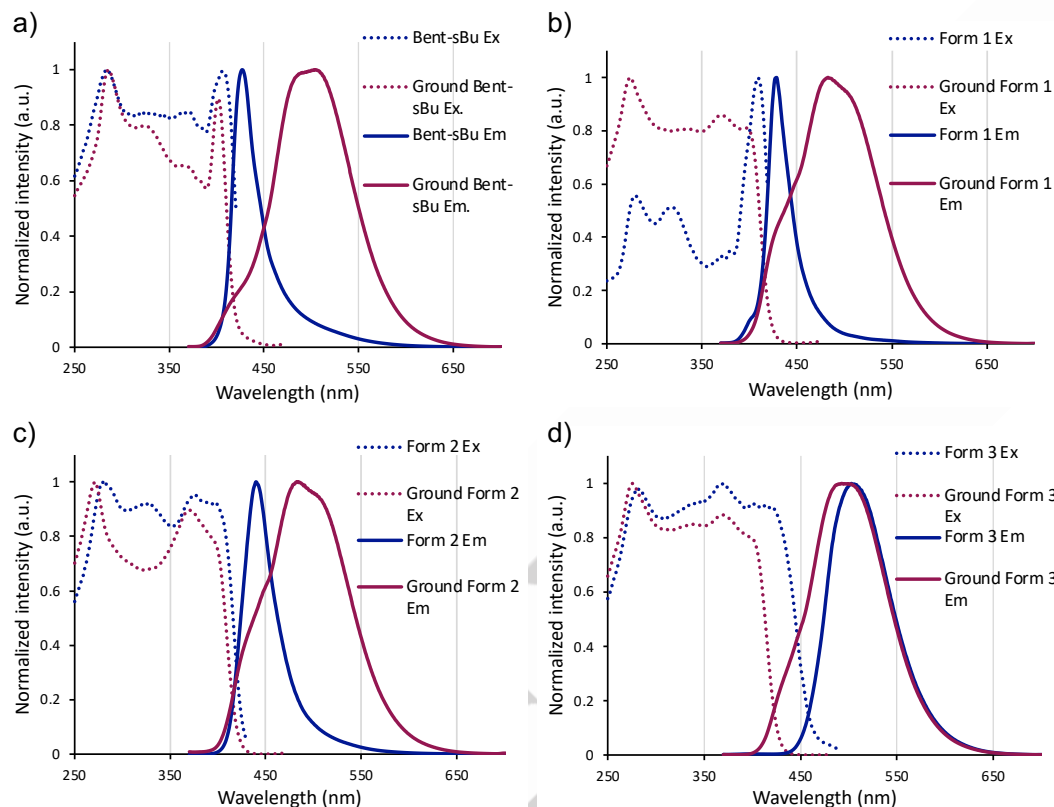 a)
Bent-sBu Ex
Ground Bent-
sBu Ex.
Bent-sBu Em
Ground Bent-
sBu Em.
Normalized intensity (a.u.)
1
0.8
0.6
0.4
0.2
0
250
350
450
550
650
Wavelength (nm)
b)
Form 1 Ex
Ground Form 1
Ex
Form 1 Em
Ground Form 1
Em
Normalized intensity (a.u.)
1
0.8
0.6
0.4
0.2
0
250
350
450
550
650
Wavelength (nm)
c)
Form 2 Ex
Ground Form 2
Ex
Form 2 Em
Ground Form 2
Em
Normalized intensity (a.u.)
1
0.8
0.6
0.4
0.2
0
250
350
450
550
650
Wavelength (nm)
d)
Form 3 Ex
Ground Form 3
Ex
Form 3 Em
Ground Form 3
Em
Normalized intensity (a.u.)
1
0.8
0.6
0.4
0.2
0
250
350
450
550
650
Wavelength (nm)